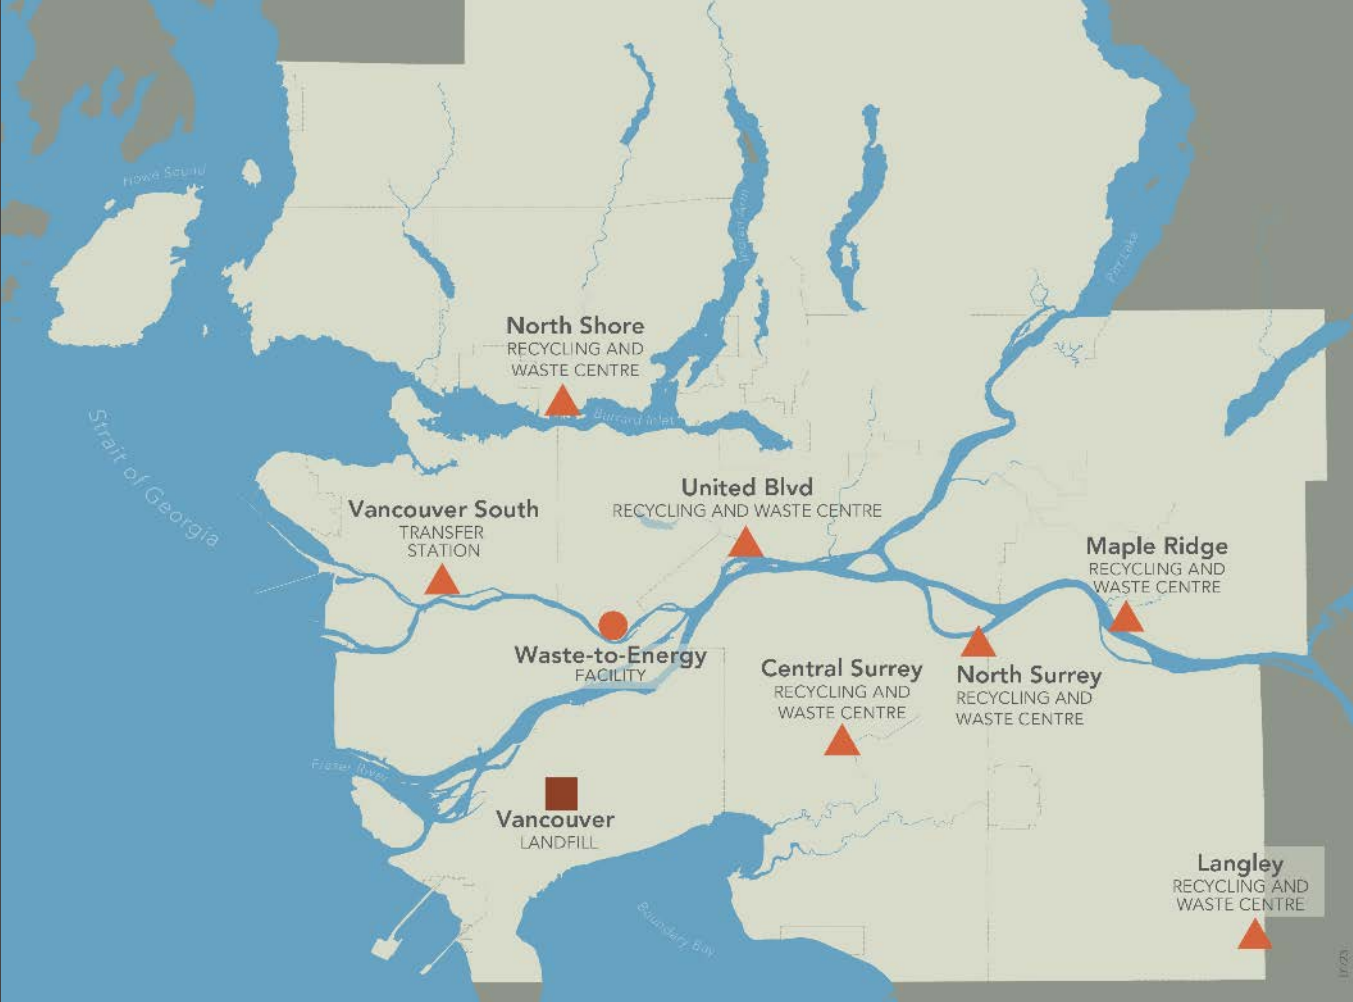 Howe Sound
Indian Arm
Pitt Lake
North Shore
RECYCLING AND
WASTE CENTRE
Burrard Inlet
Strait of Georgia
United Blvd
RECYCLING AND WASTE CENTRE
Vancouver South
TRANSFER
STATION
Maple Ridge
RECYCLING AND
WASTE CENTRE
Waste-to-Energy
FACILITY
Central Surrey
RECYCLING AND
WASTE CENTRE
North Surrey
RECYCLING AND
WASTE CENTRE
Fraser River
Vancouver
LANDFILL
Langley
RECYCLING AND
WASTE CENTRE
Boundary Bay